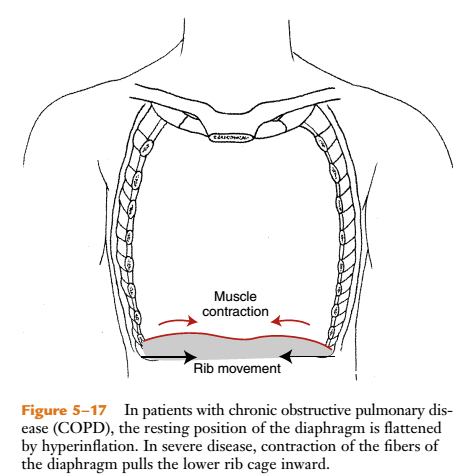 Muscle
contraction
Rib movement
Figure 5–17 In patients with chronic obstructive pulmonary dis-
ease (COPD), the resting position of the diaphragm is flattened
by hyperinflation. In severe disease, contraction of the fibers of
the diaphragm pulls the lower rib cage inward.